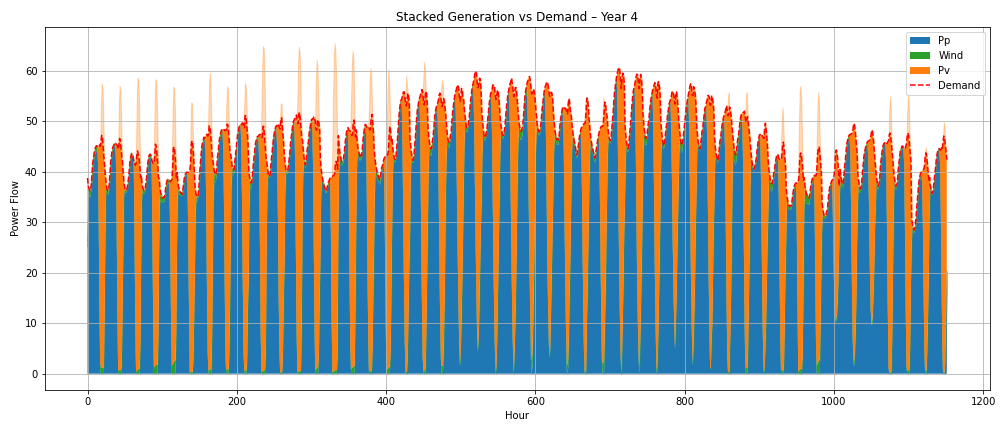 Stacked Generation vs Demand – Year 4
Pp
Wind
Pv
Demand
Power Flow
60
50
40
30
20
10
0
0 200 400 600 800 1000 1200
Hour